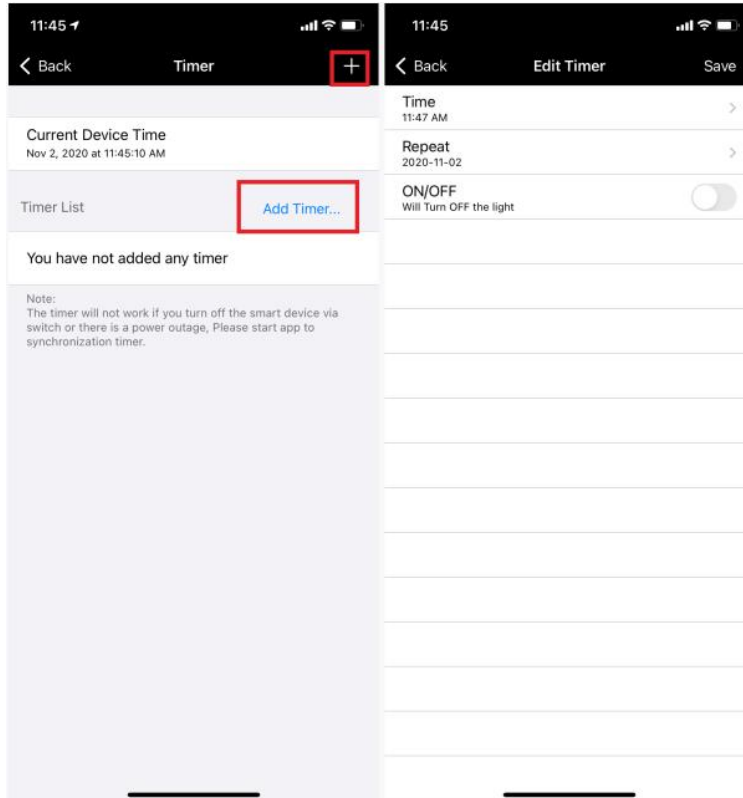 11:45
Back
Timer
+
Current Device Time
Nov 2, 2020 at 11:45:10 AM
Timer List
Add Timer...
You have not added any timer
Note:
The timer will not work if you turn off the smart device via
switch or there is a power outage, Please start app to
synchronization timer.
11:45
Back
Edit Timer
Save
Time
11:47 AM
Repeat
2020-11-02
ON/OFF
Will Turn OFF the light